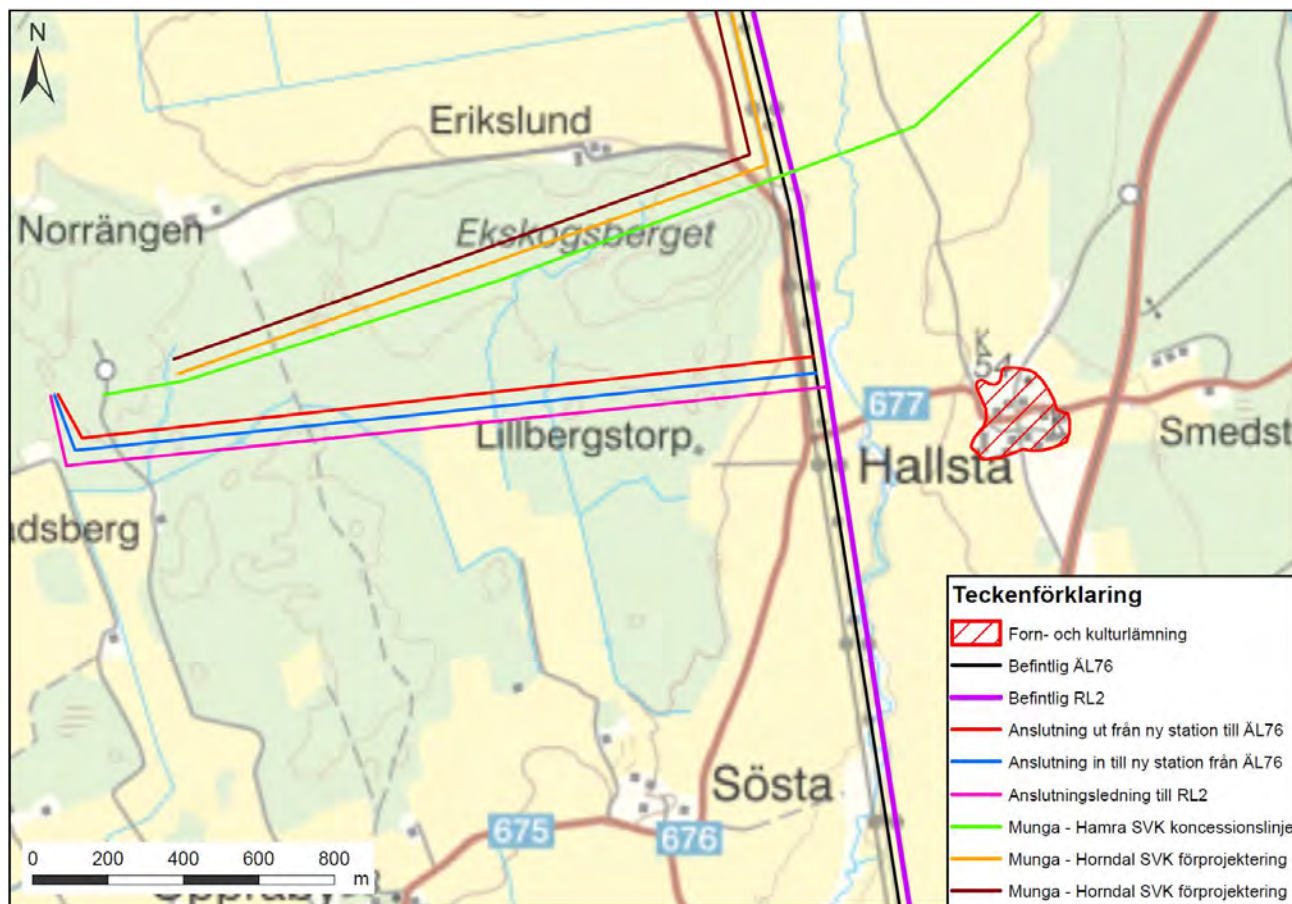 N
Erikslund
Norrängen
Ekskogsberget
K
54
677
Lillbergstorp
Hallsta
Smedst
adsberg
Sösta
675
676
0 200 400 600 800
m
Teckenförklaring
Forn- och kulturlämning
Befintlig ÄL76
Befintlig RL2
Anslutning ut från ny station till ÄL76
Anslutning in till ny station från ÄL76
Anslutningsledning till RL2
Munga - Hamra SVK koncessionslinje
Munga - Horndal SVK förprojektering
Munga - Horndal SVK förprojektering